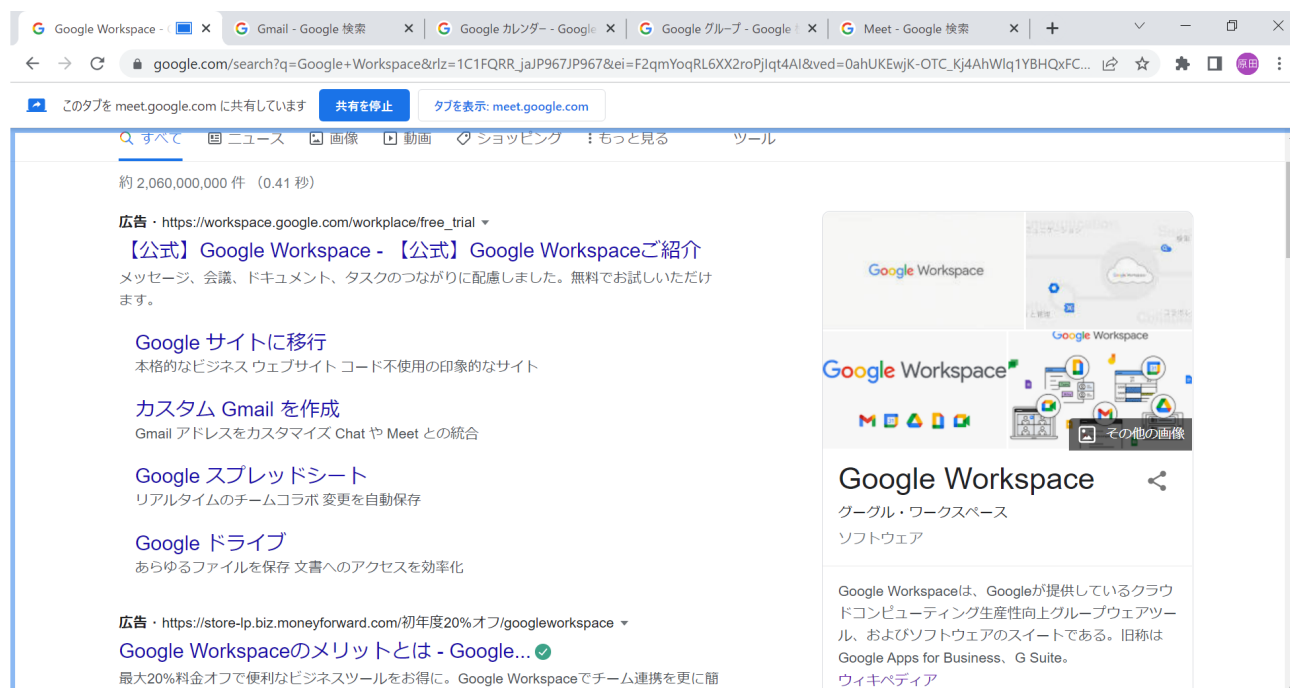 Google Workspace -
Gmail - Google 検索
Google カレンダー - Google
Google グループ - Google
Meet - Google 検索
google.com/search?q=Google+Workspace&rlz=1C1FQRR_jaJP967JP967&ei=F2qmYoqRL6XX2roPjIqt4AI&ved=0ahUKEwjK-OTC_Kj4AhWlq1YBHQxFC...
原田
このタブを meet.google.com に共有しています
共有を停止
タブを表示: meet.google.com
すべて
ニュース
画像
動画
ショッピング
もっと見る
ツール
約 2,060,000,000 件 （0.41 秒）
広告・https://workspace.google.com/workplace/free_trial
【公式】Google Workspace - 【公式】Google Workspaceご紹介
メッセージ、会議、ドキュメント、タスクのつながりに配慮しました。無料でお試しいただけ
ます。
Google サイトに移行
本格的なビジネス ウェブサイト コード不使用の印象的なサイト
カスタム Gmail を作成
Gmail アドレスをカスタマイズ Chat や Meet との統合
Google スプレッドシート
リアルタイムのチームコラボ 変更を自動保存
Google ドライブ
あらゆるファイルを保存 文書へのアクセスを効率化
広告・https://store-lp.biz.moneyforward.com/初年度20%オフ/googleworkspace
Google Workspaceのメリットとは - Google...
最大20%料金オフで便利なビジネスツールをお得に。Google Workspaceでチーム連携を更に簡
Google Workspace
Google Workspace
Google Workspace
Google Workspace
その他の画像
Google Workspace
グーグル・ワークスペース
ソフトウェア
Google Workspaceは、Googleが提供しているクラウ
ドコンピューティング生産性向上グループウェアツー
ル、およびソフトウェアのスイートである。旧称は
Google Apps for Business、G Suite。
ウィキペディア